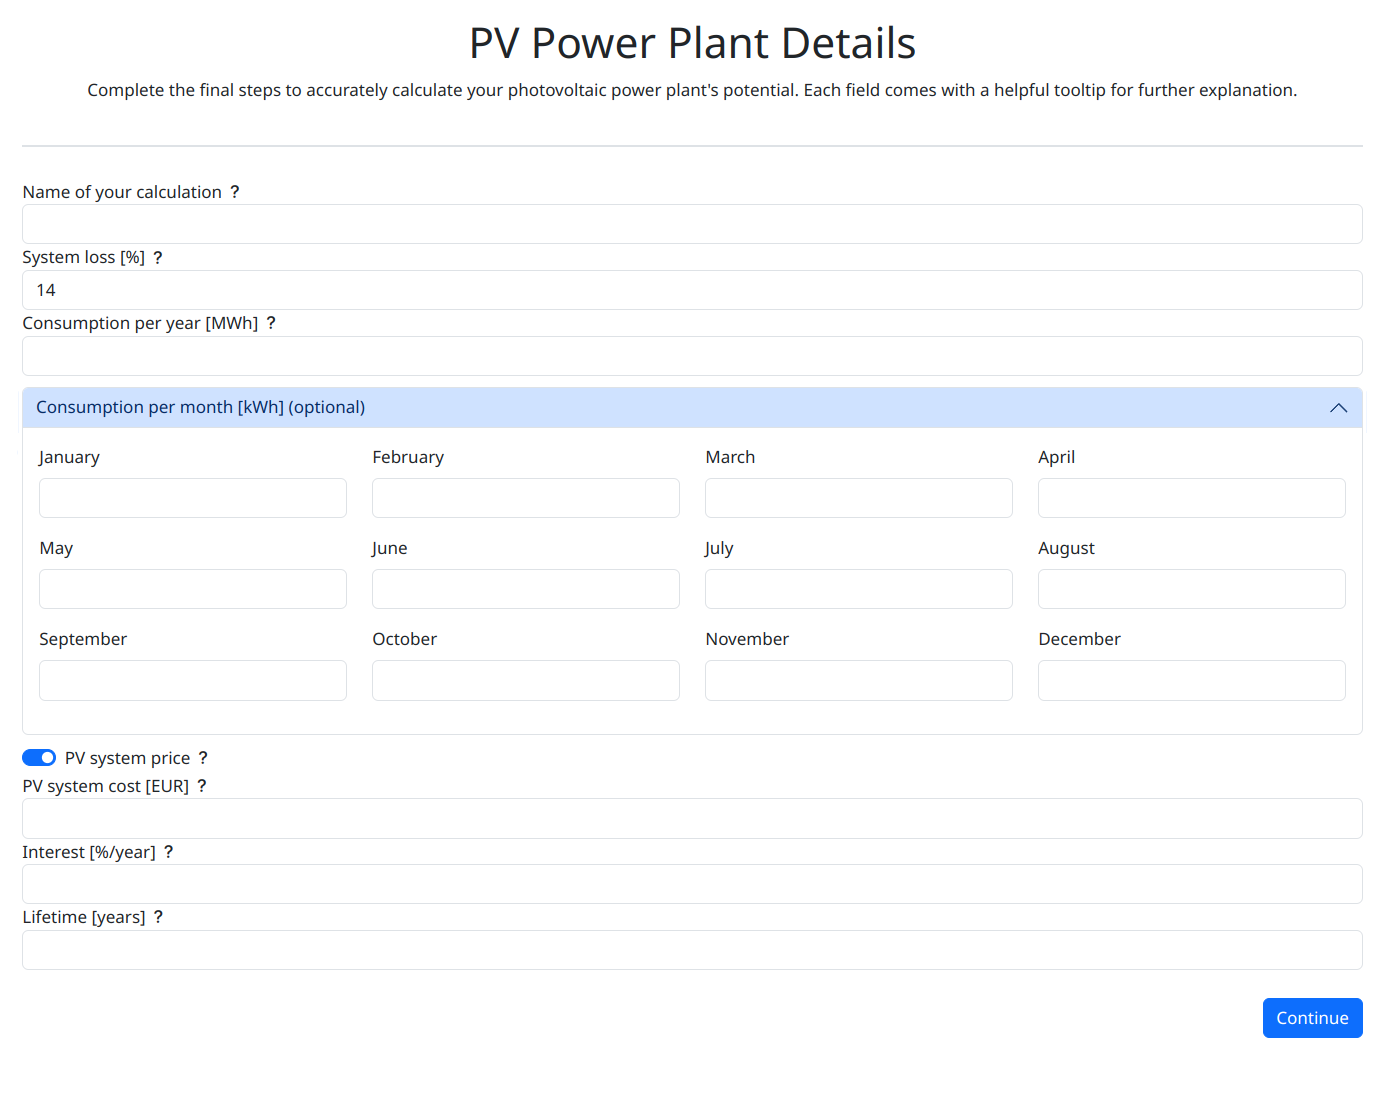 PV Power Plant Details
Complete the final steps to accurately calculate your photovoltaic power plant's potential. Each field comes with a helpful tooltip for further explanation.
Name of your calculation ?
System loss [%] ?
14
Consumption per year [MWh] ?
Consumption per month [kWh] (optional)
January February March April
May June July August
September October November December
PV system price ?
PV system cost [EUR] ?
Interest [%/year] ?
Lifetime [years] ?
Continue